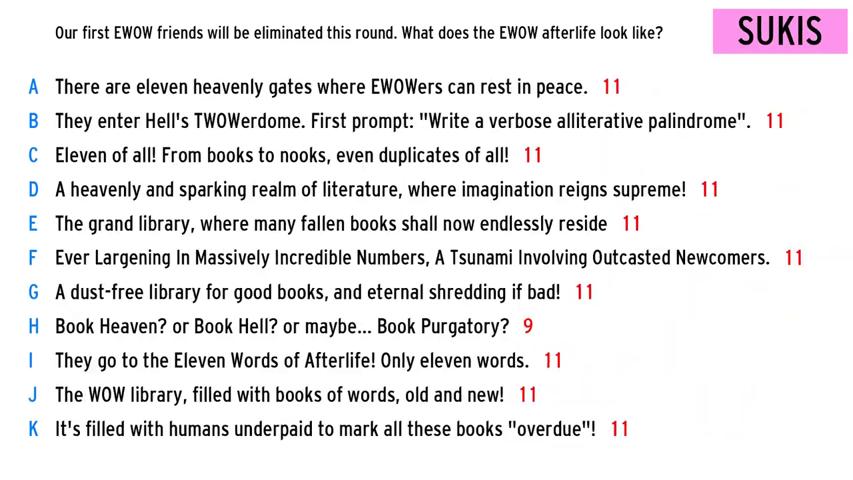 Our first EWOW friends will be eliminated this round. What does the EWOW afterlife look like?
SUKIS
A There are eleven heavenly gates where EWOWers can rest in peace. 11
B They enter Hell's TWOWerdome. First prompt: "Write a verbose alliterative palindrome". 11
C Eleven of all! From books to nooks, even duplicates of all! 11
D A heavenly and sparking realm of literature, where imagination reigns supreme! 11
E The grand library, where many fallen books shall now endlessly reside 11
F Ever Largening In Massively Incredible Numbers, A Tsunami Involving Outcasted Newcomers. 11
G A dust-free library for good books, and eternal shredding if bad! 11
H Book Heaven? or Book Hell? or maybe... Book Purgatory? 9
I They go to the Eleven Words of Afterlife! Only eleven words. 11
J The WOW library, filled with books of words, old and new! 11
K It's filled with humans underpaid to mark all these books "overdue"! 11